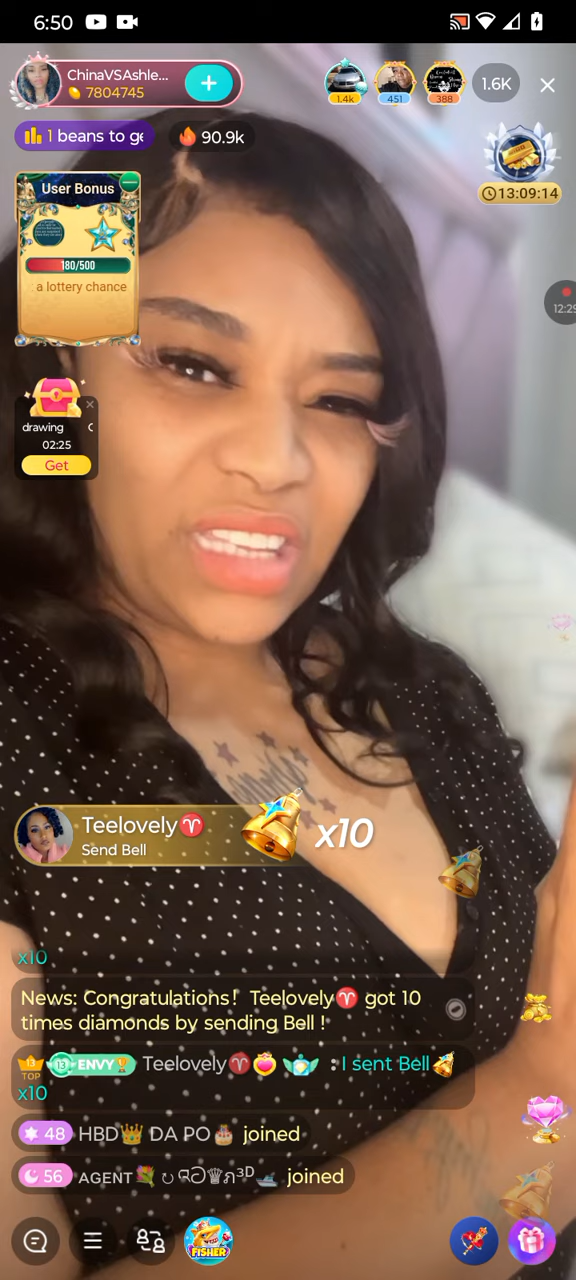 6:50
ChinaVSAshle...
7804745
1.4k
451
388
1.6K
1 beans to ge
90.9k
13:09:14
User Bonus
180/500
a lottery chance
12:29
drawing
02:25
Get
Teelovely♈
Send Bell
x10
x10
News: Congratulations! Teelovely♈ got 10
times diamonds by sending Bell !
13 TOP 13 ENVY🏆 Teelovely♈ : I sent Bell
x10
48 HBD👑 DA PO🎂 joined
56 AGENT💐 joined
FISHER